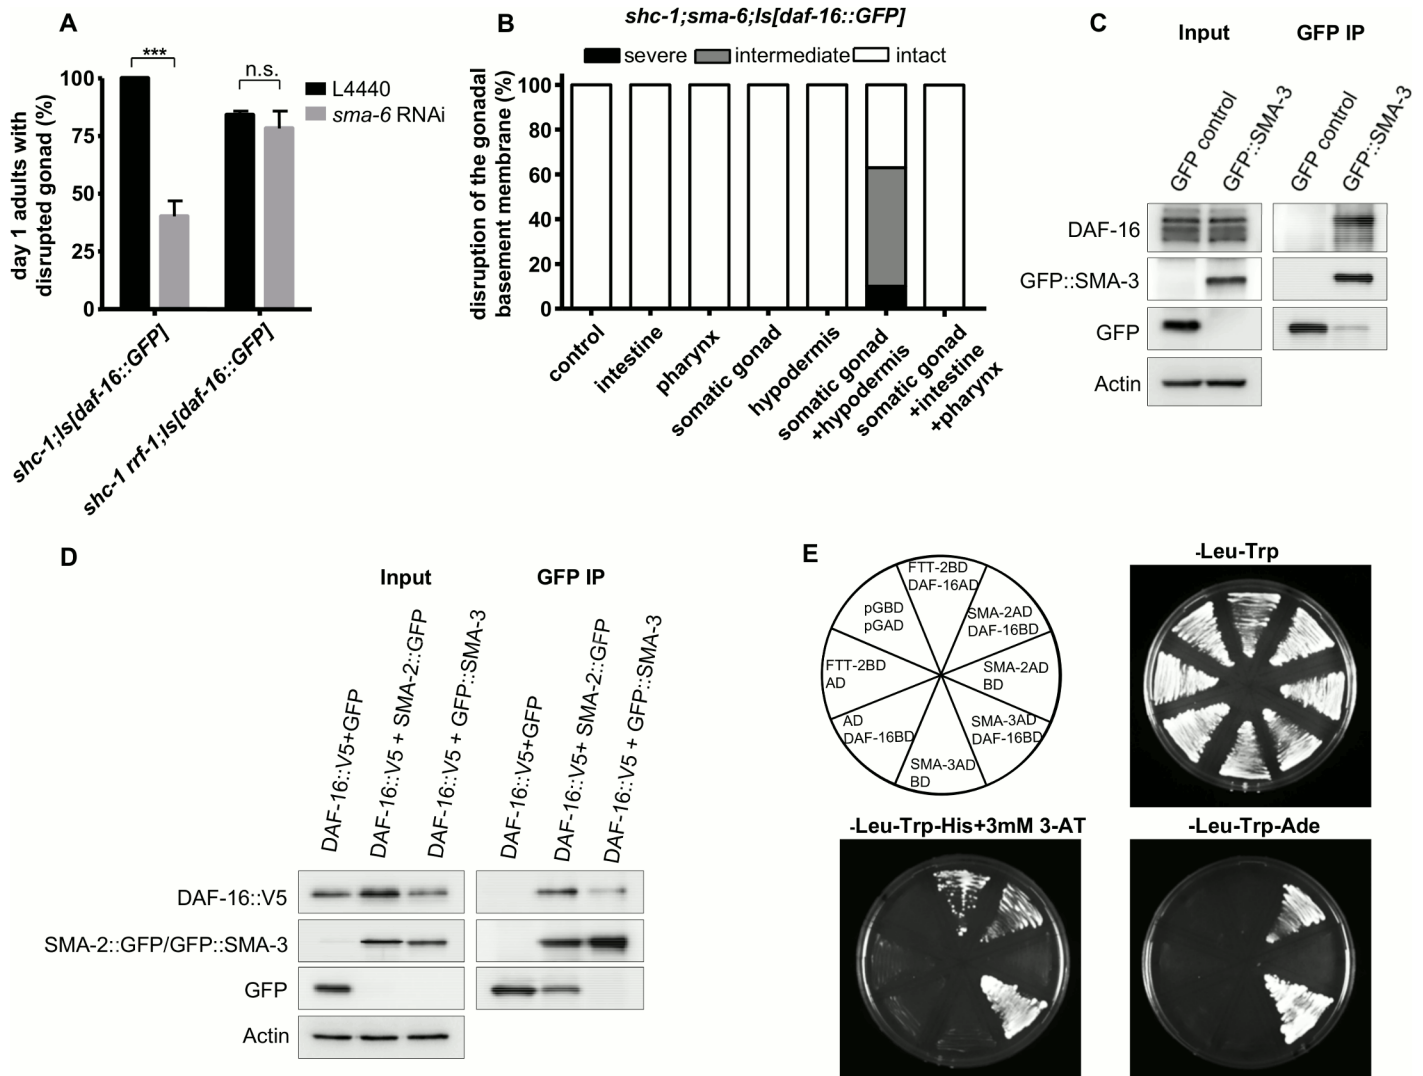 A
day 1 adults with
disrupted gonad (%)
100
75
50
25
0
***
n.s.
L4440
sma-6 RNAi
shc-1;Is[daf-16::GFP]
shc-1 rrf-1;Is[daf-16::GFP]
B
shc-1;sma-6;Is[daf-16::GFP]
severe
intermediate
intact
disruption of the gonadal
basement membrane (%)
100
80
60
40
20
0
control
intestine
pharynx
somatic gonad
hypodermis
somatic gonad
+hypodermis
somatic gonad
+intestine
+pharynx
C
Input
GFP IP
GFP control
GFP::SMA-3
GFP control
GFP::SMA-3
DAF-16
GFP::SMA-3
GFP
Actin
D
Input
GFP IP
DAF-16::V5+GFP
DAF-16::V5 + SMA-2::GFP
DAF-16::V5 + GFP::SMA-3
DAF-16::V5+GFP
DAF-16::V5+ SMA-2::GFP
DAF-16::V5 + GFP::SMA-3
DAF-16::V5
SMA-2::GFP/GFP::SMA-3
GFP
Actin
E
FTT-2BD
DAF-16AD
SMA-2AD
DAF-16BD
SMA-2AD
BD
SMA-3AD
DAF-16BD
SMA-3AD
BD
AD
DAF-16BD
FTT-2BD
AD
pGBD
pGAD
-Leu-Trp
-Leu-Trp-His+3mM 3-AT
-Leu-Trp-Ade